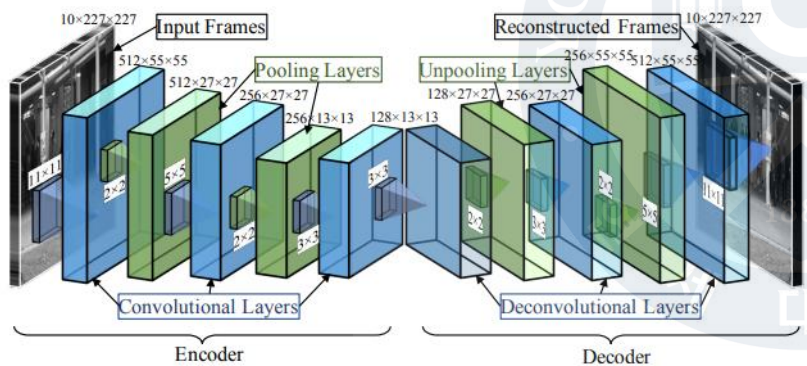 10×227×227
Input Frames
512×55×55
512×27×27
Pooling Layers
256×27×27
256×13×13
128×13×13
11×11
2×2
5×5
2×2
3×3
3×3
Convolutional Layers
Encoder
Reconstructed Frames
10×227×227
Unpooling Layers
256×55×55
512×55×55
128×27×27
256×27×27
2×2
3×3
2×2
5×5
11×11
Deconvolutional Layers
Decoder